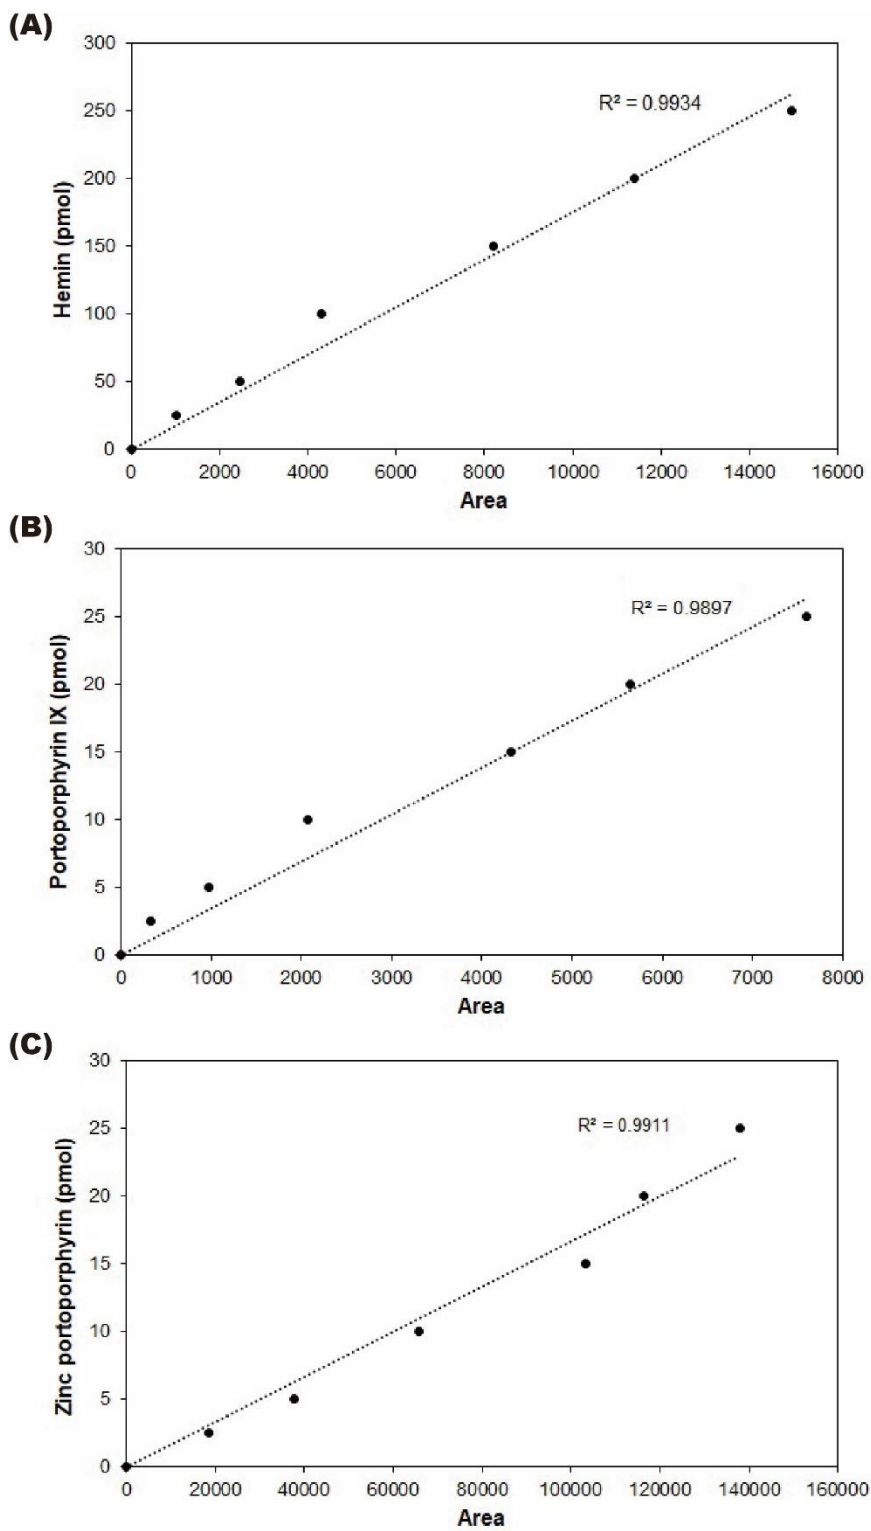 (A)
300
250
200
150
100
50
0
R² = 0.9934
Hemin (pmol)
0 2000 4000 6000 8000 10000 12000 14000 16000
Area
(B)
30
25
20
15
10
5
0
R² = 0.9897
Portoporphyrin IX (pmol)
0 1000 2000 3000 4000 5000 6000 7000 8000
Area
(C)
30
25
20
15
10
5
0
R² = 0.9911
Zinc portoporphyrin (pmol)
0 20000 40000 60000 80000 100000 120000 140000 160000
Area